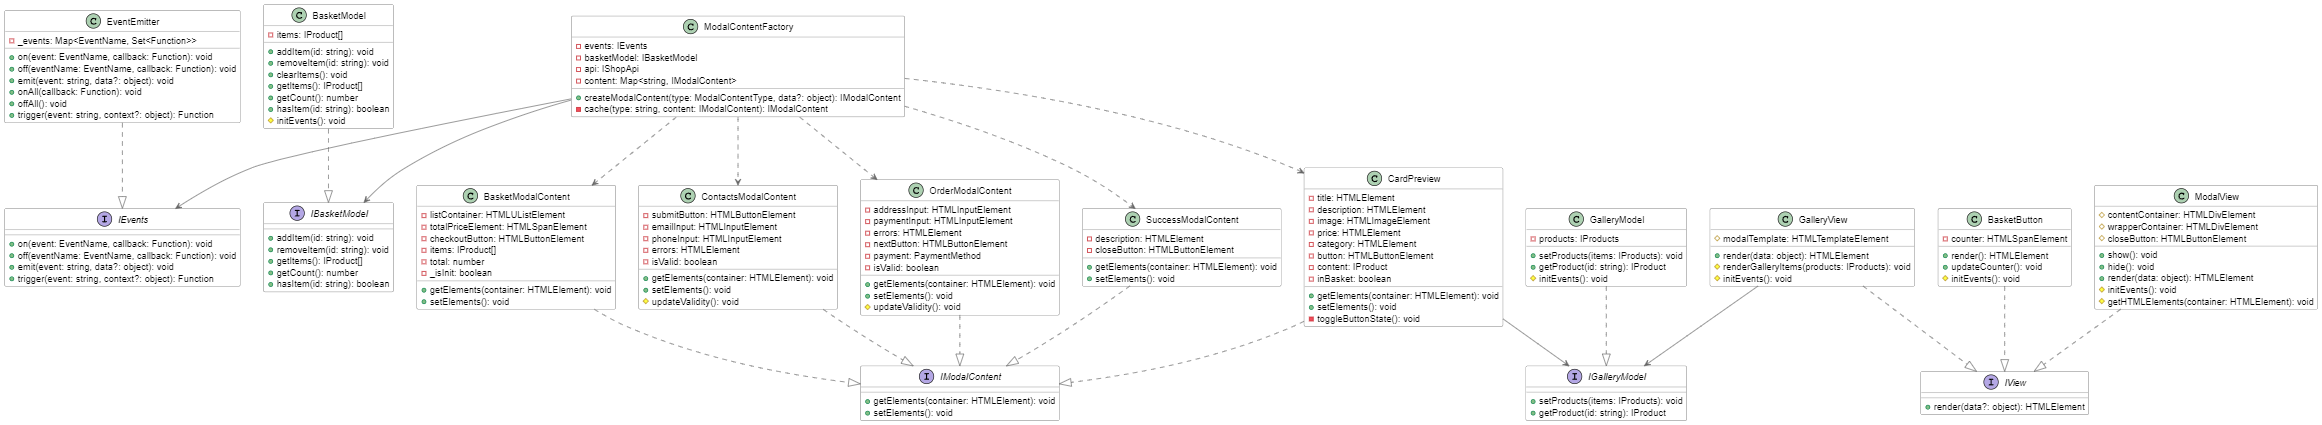 C EventEmitter
_events: Map<EventName, Set<Function>>
on(event: EventName, callback: Function): void
off(eventName: EventName, callback: Function): void
emit(event: string, data?: object): void
onAll(callback: Function): void
offAll(): void
trigger(event: string, context?: object): Function
C BasketModel
items: IProduct[]
addItem(id: string): void
removeItem(id: string): void
clearItems(): void
getItems(): IProduct[]
getCount(): number
hasItem(id: string): boolean
initEvents(): void
C ModalContentFactory
events: IEvents
basketModel: IBasketModel
api: IShopApi
content: Map<string, IModalContent>
createModalContent(type: ModalContentType, data?: object): IModalContent
cache(type: string, content: IModalContent): IModalContent
I IEvents
on(event: EventName, callback: Function): void
off(eventName: EventName, callback: Function): void
emit(event: string, data?: object): void
trigger(event: string, context?: object): Function
I IBasketModel
addItem(id: string): void
removeItem(id: string): void
getItems(): IProduct[]
getCount(): number
hasItem(id: string): boolean
C BasketModalContent
listContainer: HTMLUListElement
totalPriceElement: HTMLSpanElement
checkoutButton: HTMLButtonElement
items: IProduct[]
total: number
_isInit: boolean
getElements(container: HTMLElement): void
setElements(): void
C ContactsModalContent
submitButton: HTMLButtonElement
emailInput: HTMLInputElement
phoneInput: HTMLInputElement
errors: HTMLElement
isValid: boolean
getElements(container: HTMLElement): void
setElements(): void
updateValidity(): void
C OrderModalContent
addressInput: HTMLInputElement
paymentInput: HTMLInputElement
errors: HTMLElement
nextButton: HTMLButtonElement
payment: PaymentMethod
isValid: boolean
getElements(container: HTMLElement): void
setElements(): void
updateValidity(): void
C SuccessModalContent
description: HTMLElement
closeButton: HTMLButtonElement
getElements(container: HTMLElement): void
setElements(): void
C CardPreview
title: HTMLElement
description: HTMLElement
image: HTMLImageElement
price: HTMLElement
category: HTMLElement
button: HTMLButtonElement
content: IProduct
inBasket: boolean
getElements(container: HTMLElement): void
setElements(): void
toggleButtonState(): void
C GalleryModel
products: IProducts
setProducts(items: IProducts): void
getProduct(id: string): IProduct
initEvents(): void
C GalleryView
modalTemplate: HTMLTemplateElement
render(data: object): HTMLElement
renderGalleryItems(products: IProducts): void
initEvents(): void
C BasketButton
counter: HTMLSpanElement
render(): HTMLElement
updateCounter(): void
initEvents(): void
C ModalView
contentContainer: HTMLDivElement
wrapperContainer: HTMLDivElement
closeButton: HTMLButtonElement
show(): void
hide(): void
render(data: object): HTMLElement
initEvents(): void
getHTMLElements(container: HTMLElement): void
I IModalContent
getElements(container: HTMLElement): void
setElements(): void
I IGalleryModel
setProducts(items: IProducts): void
getProduct(id: string): IProduct
I IView
render(data?: object): HTMLElement